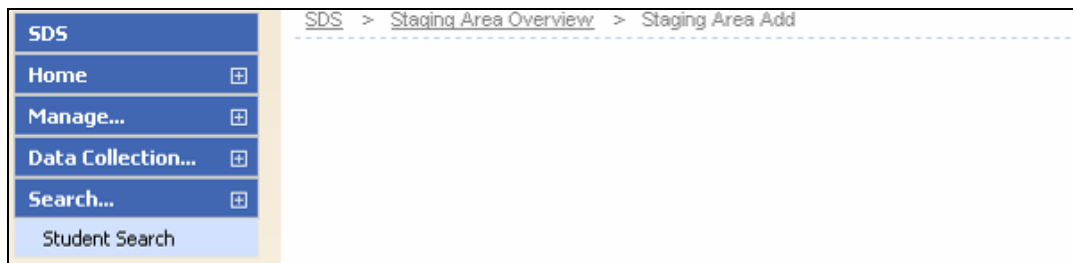 SDS > Staging Area Overview > Staging Area Add
SDS
Home
Manage...
Data Collection...
Search...
Student Search